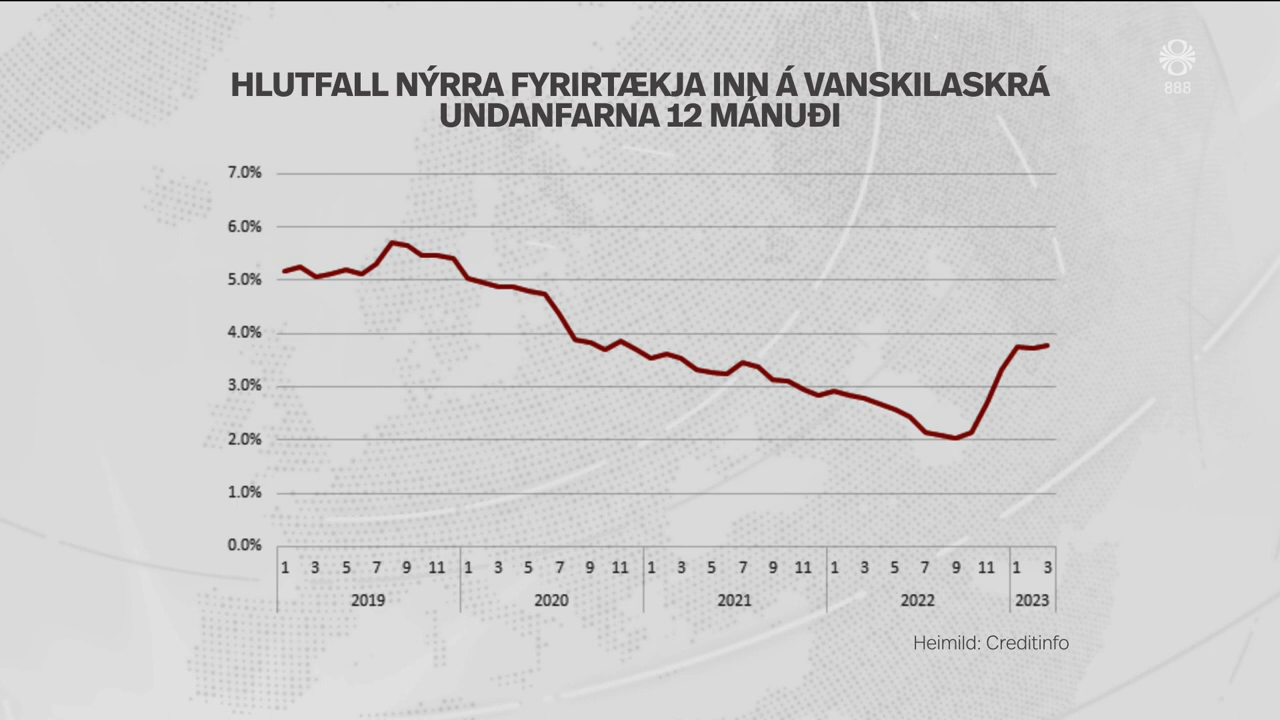 888
HLUTFALL NÝRRA FYRIRTÆKJA INN Á VANSKILASKRÁ
UNDANFARNA 12 MÁNUÐI
7.0%
6.0%
5.0%
4.0%
3.0%
2.0%
1.0%
0.0%
1 3 5 7 9 11 1 3 5 7 9 11 1 3 5 7 9 11 1 3 5 7 9 11 1 3
2019 2020 2021 2022 2023
Heimild: Creditinfo